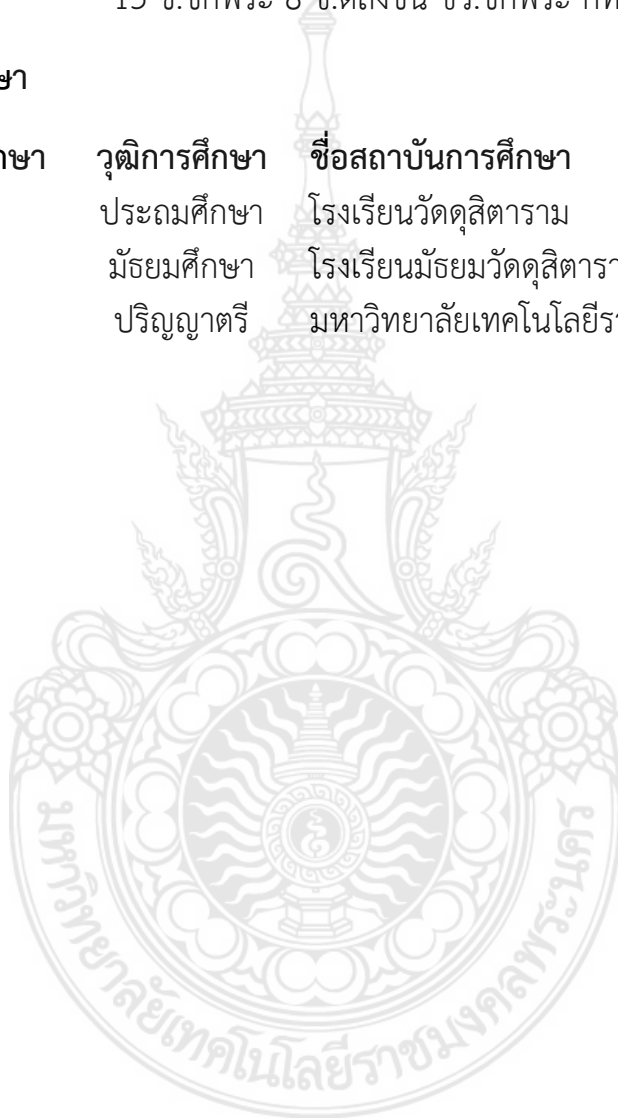 ษา
กษา วุฒิการศึกษา ชื่อสถาบันการศึกษา
ประถมศึกษา โรงเรียนวัดดุสิตาราม
มัธยมศึกษา โรงเรียนมัธยมวัดดุสิตารา
ปริญญาตรี มหาวิทยาลัยเทคโนโลยีรา
มหาวิทยาลัยเทคโนโลยีราชมงคลพระนคร